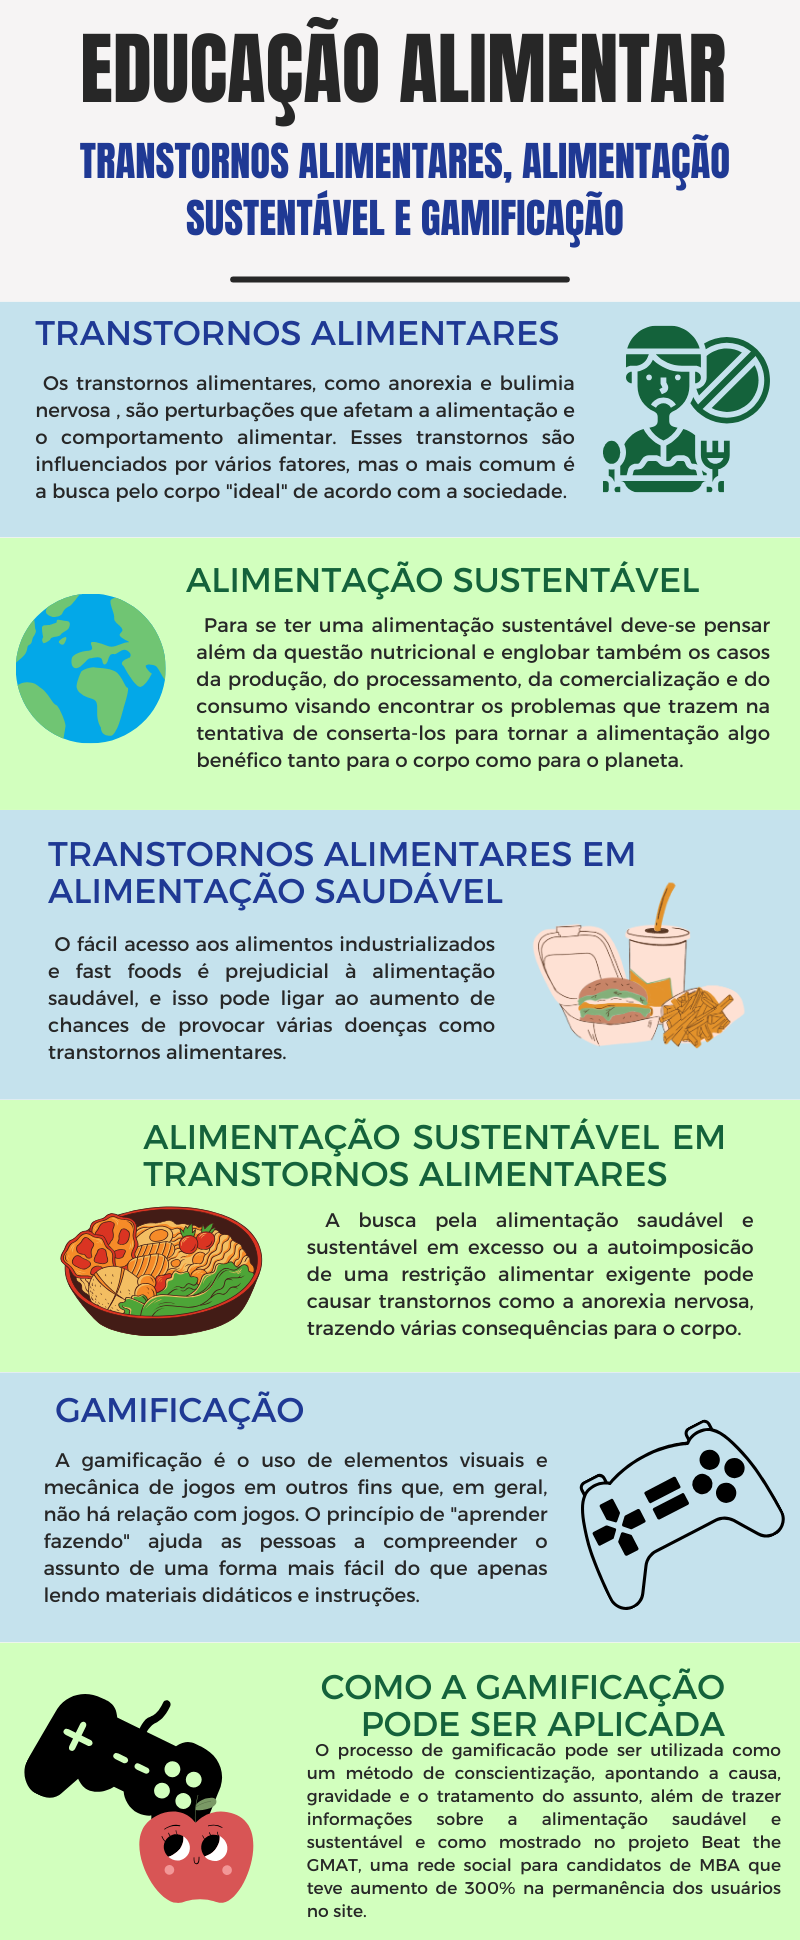 EDUCAÇÃO ALIMENTAR
TRANSTORNOS ALIMENTARES, ALIMENTAÇÃO
SUSTENTÁVEL E GAMIFICAÇÃO
TRANSTORNOS ALIMENTARES
Os transtornos alimentares, como anorexia e bulimia
nervosa , são perturbações que afetam a alimentação e
o comportamento alimentar. Esses transtornos são
influenciados por vários fatores, mas o mais comum é
a busca pelo corpo "ideal" de acordo com a sociedade.
ALIMENTAÇÃO SUSTENTÁVEL
Para se ter uma alimentação sustentável deve-se pensar
além da questão nutricional e englobar também os casos
da produção, do processamento, da comercialização e do
consumo visando encontrar os problemas que trazem na
tentativa de conserta-los para tornar a alimentação algo
benéfico tanto para o corpo como para o planeta.
TRANSTORNOS ALIMENTARES EM
ALIMENTAÇÃO SAUDÁVEL
O fácil acesso aos alimentos industrializados
e fast foods é prejudicial à alimentação
saudável, e isso pode ligar ao aumento de
chances de provocar várias doenças como
transtornos alimentares.
ALIMENTAÇÃO SUSTENTÁVEL EM
TRANSTORNOS ALIMENTARES
A busca pela alimentação saudável e
sustentável em excesso ou a autoimposicão
de uma restrição alimentar exigente pode
causar transtornos como a anorexia nervosa,
trazendo várias consequências para o corpo.
GAMIFICAÇÃO
A gamificação é o uso de elementos visuais e
mecânica de jogos em outros fins que, em geral,
não há relação com jogos. O princípio de "aprender
fazendo" ajuda as pessoas a compreender o
assunto de uma forma mais fácil do que apenas
lendo materiais didáticos e instruções.
COMO A GAMIFICAÇÃO
PODE SER APLICADA
O processo de gamificacão pode ser utilizada como
um método de conscientização, apontando a causa,
gravidade e o tratamento do assunto, além de trazer
informações sobre a alimentação saudável e
sustentável e como mostrado no projeto Beat the
GMAT, uma rede social para candidatos de MBA que
teve aumento de 300% na permanência dos usuários
no site.